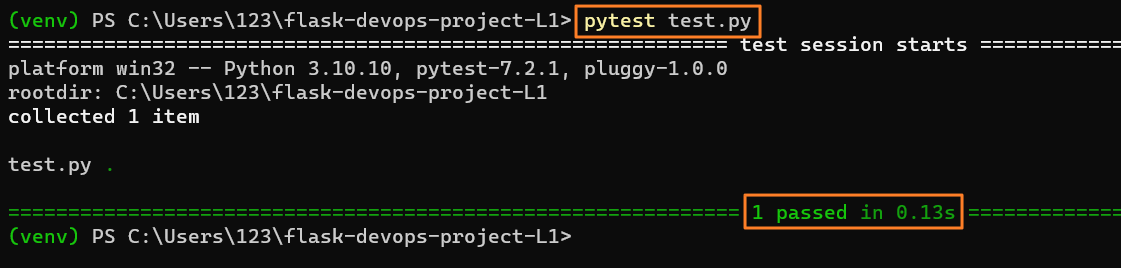 (venv) PS C:\Users\123\flask-devops-project-L1> pytest test.py
============================================================ test session starts ============
platform win32 -- Python 3.10.10, pytest-7.2.1, pluggy-1.0.0
rootdir: C:\Users\123\flask-devops-project-L1
collected 1 item
test.py .
============================================================= 1 passed in 0.13s =============
(venv) PS C:\Users\123\flask-devops-project-L1>